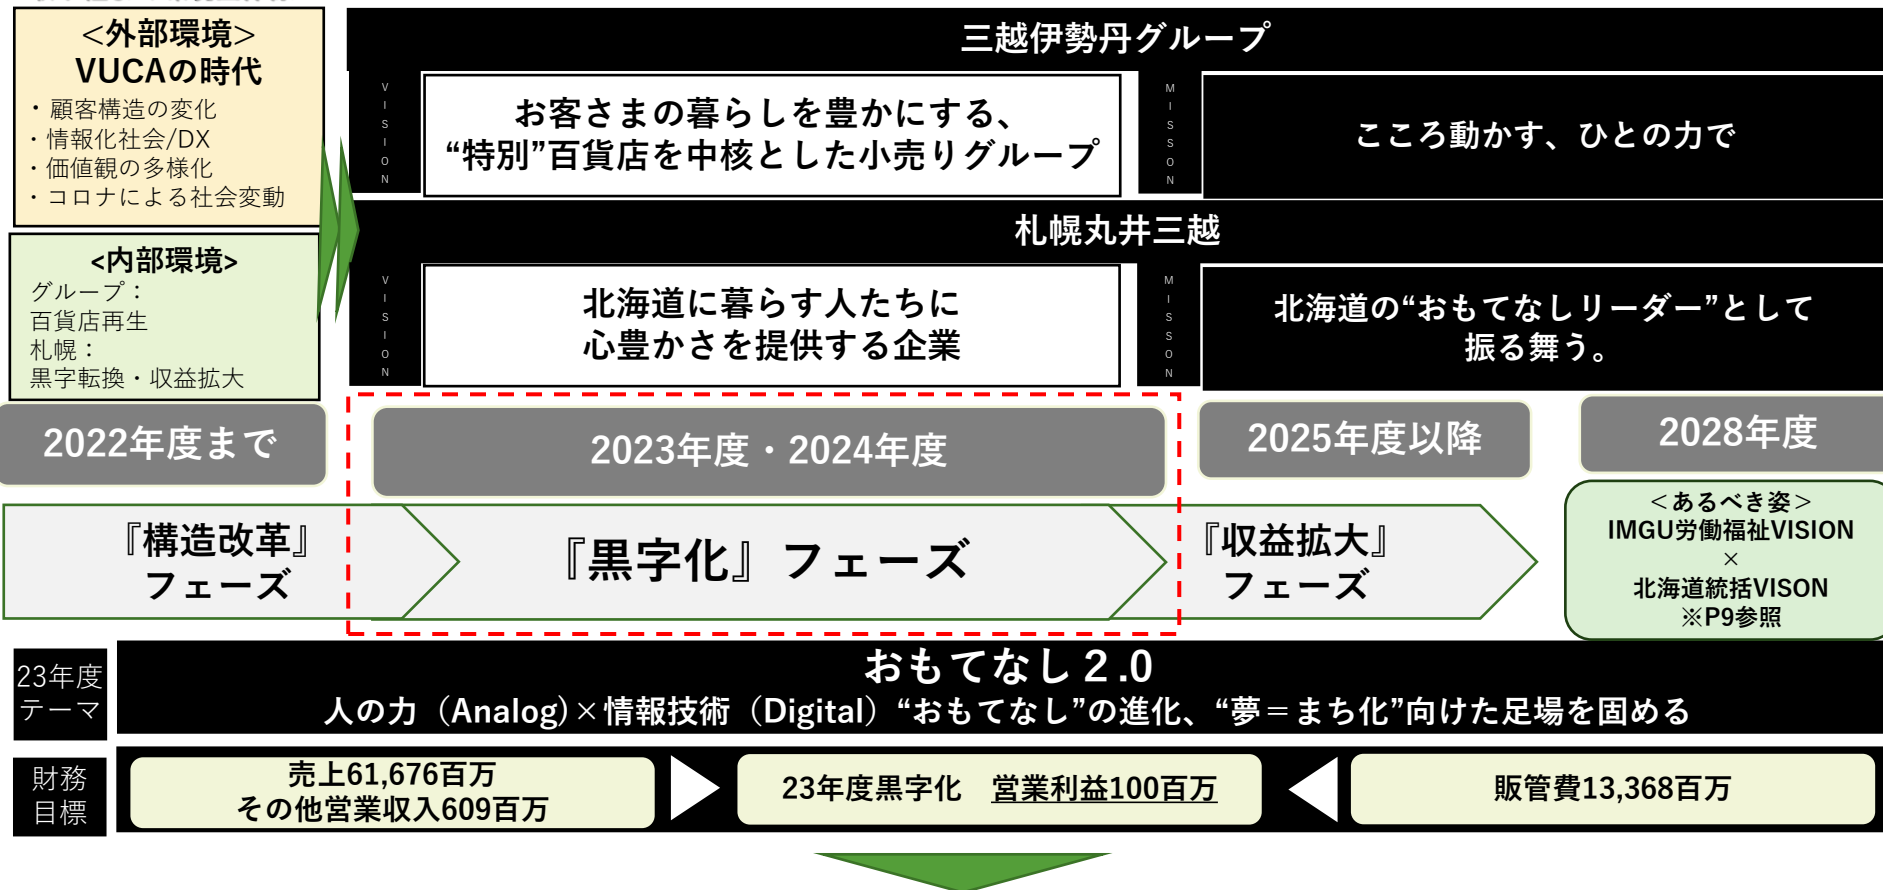 <外部環境>
VUCAの時代
・顧客構造の変化
・情報化社会/DX
・価値観の多様化
・コロナによる社会変動
<内部環境>
グループ：
百貨店再生
札幌：
黒字転換・収益拡大
三越伊勢丹グループ
VISION
お客さまの暮らしを豊かにする、
“特別”百貨店を中核とした小売りグループ
MISSON
こころ動かす、ひとの力で
札幌丸井三越
VISION
北海道に暮らす人たちに
心豊かさを提供する企業
MISSON
北海道の“おもてなしリーダー”として
振る舞う。
2022年度まで
2023年度・2024年度
2025年度以降
2028年度
『構造改革』
フェーズ
『黒字化』フェーズ
『収益拡大』
フェーズ
＜あるべき姿＞
IMGU労働福祉VISION
×
北海道統括VISON
※P9参照
23年度
テーマ
おもてなし２.0
人の力（Analog)×情報技術（Digital）“おもてなし”の進化、“夢＝まち化”向けた足場を固める
財務
目標
売上61,676百万
その他営業収入609百万
23年度黒字化　営業利益100百万
販管費13,368百万